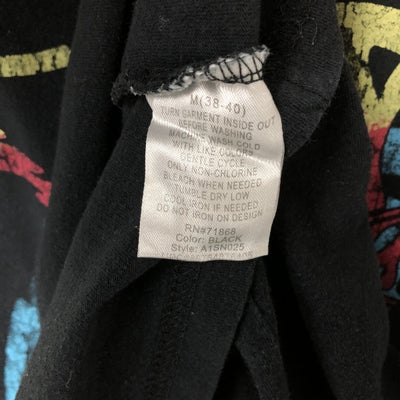 M(38-40)
TURN GARMENT INSIDE OUT
BEFORE WASHING
MACHINE WASH COLD
WITH LIKE COLORS
GENTLE CYCLE
ONLY NON-CHLORINE
BLEACH WHEN NEEDED
TUMBLE DRY LOW
COOL IRON IF NEEDED
DO NOT IRON ON DESIGN
RN#71868
Color: BLACK
Style: A1SN025